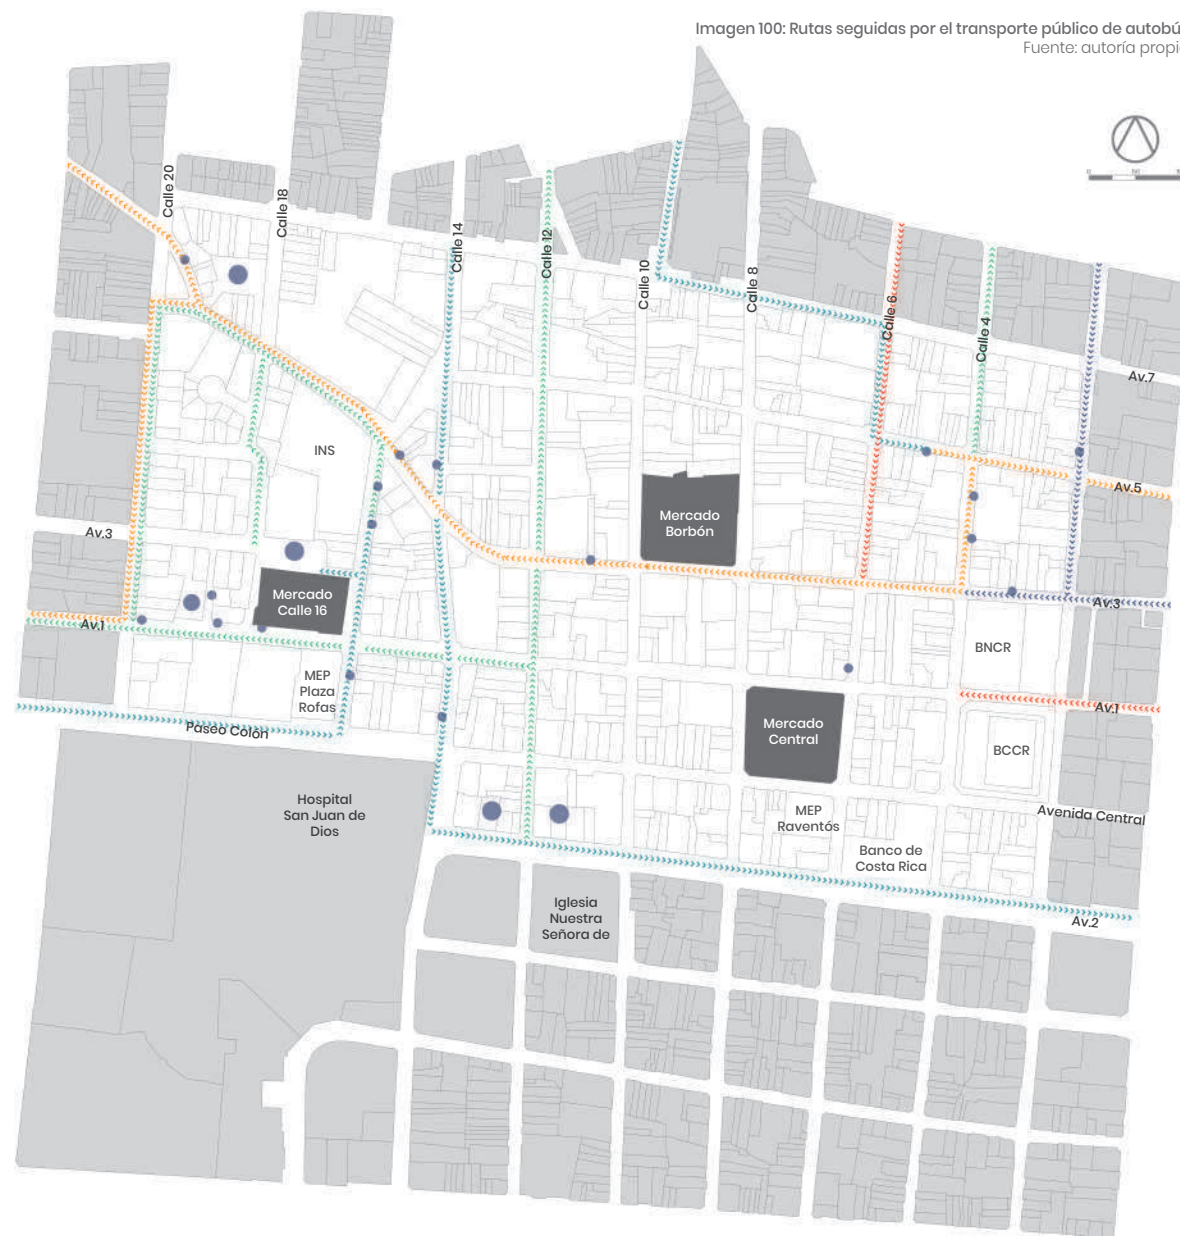 Imagen 100: Rutas seguidas por el transporte público de autobú
Fuente: autoría propi
Calle 20
Calle 18
Calle 14
Calle 12
Calle 10
Calle 8
Calle 6
Calle 4
Av.7
INS
Av.5
Mercado
Borbón
Av.3
Mercado
Calle 16
Av.3
Av.1
BNCR
MEP
Plaza
Rofas
Av.1
Paseo Colón
Mercado
Central
BCCR
Hospital
San Juan de
Dios
MEP
Raventós
Avenida Central
Banco de
Costa Rica
Iglesia
Nuestra
Señora de
Av.2